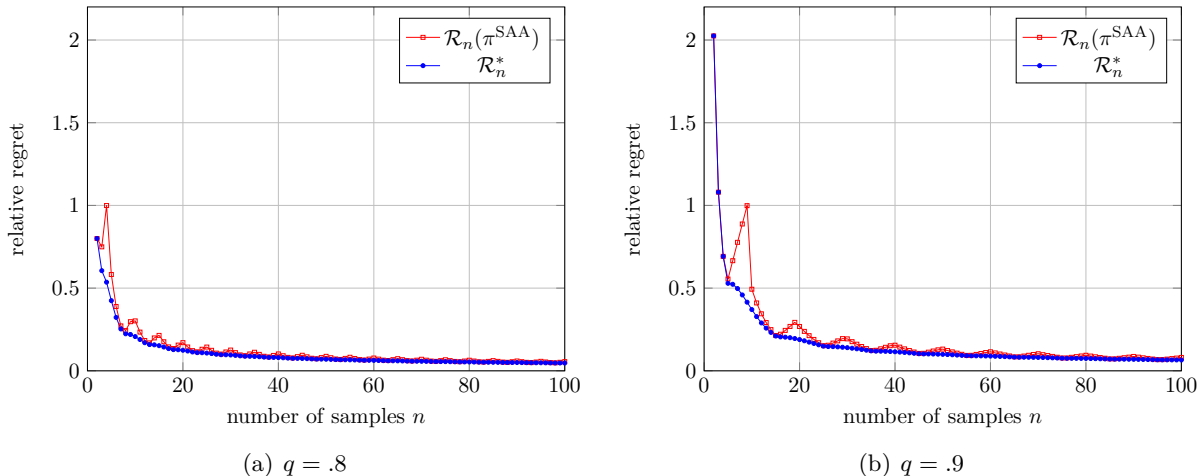 2
1.5
1
0.5
0
0 20 40 60 80 100
relative regret
number of samples n
R_n(π^SAA)
R_n^*
(a) q = .8
2
1.5
1
0.5
0
0 20 40 60 80 100
relative regret
number of samples n
R_n(π^SAA)
R_n^*
(b) q = .9